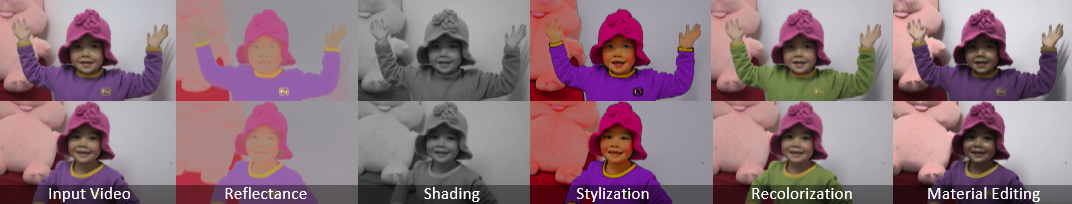 Input Video
Reflectance
Shading
Stylization
Recolorization
Material Editing